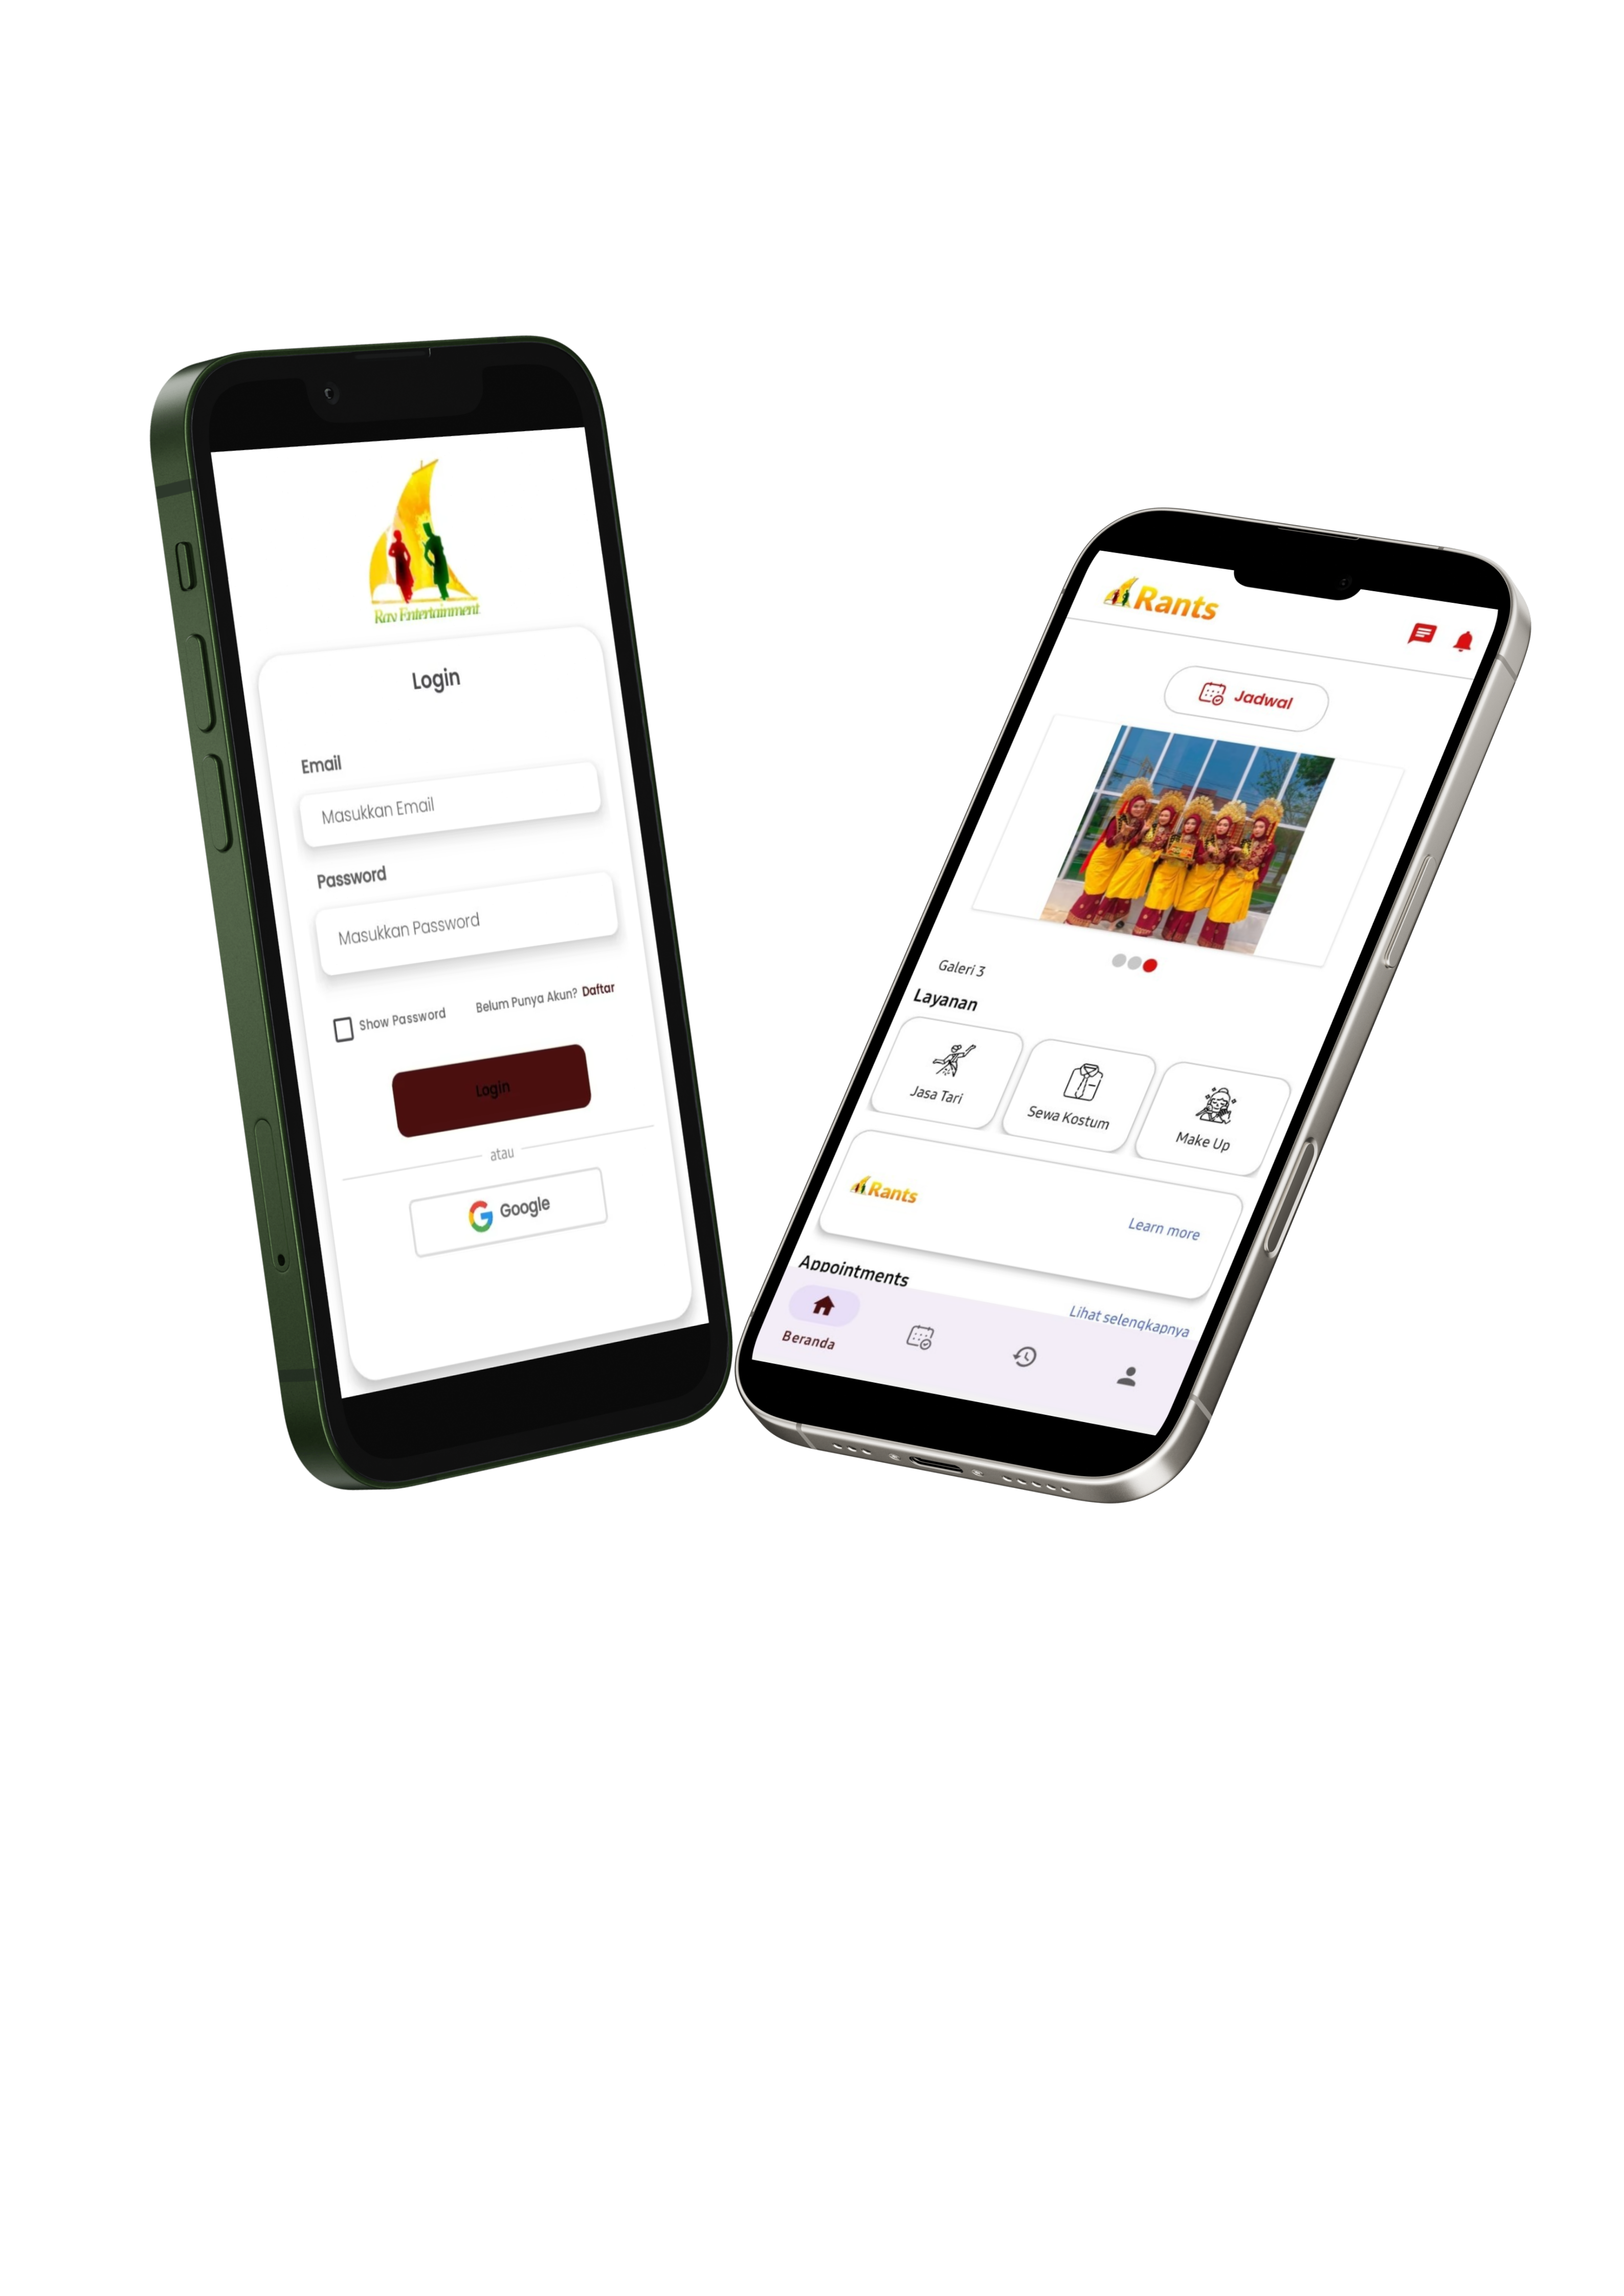 Ray Entertainment
Login
Email
Masukkan Email
Password
Masukkan Password
Show Password
Belum Punya Akun? Daftar
Login
atau
Google
Rants
Jadwal
Galeri 3
Layanan
Jasa Tari
Sewa Kostum
Make Up
Rants
Learn more
Appointments
Lihat selengkapnya
Beranda